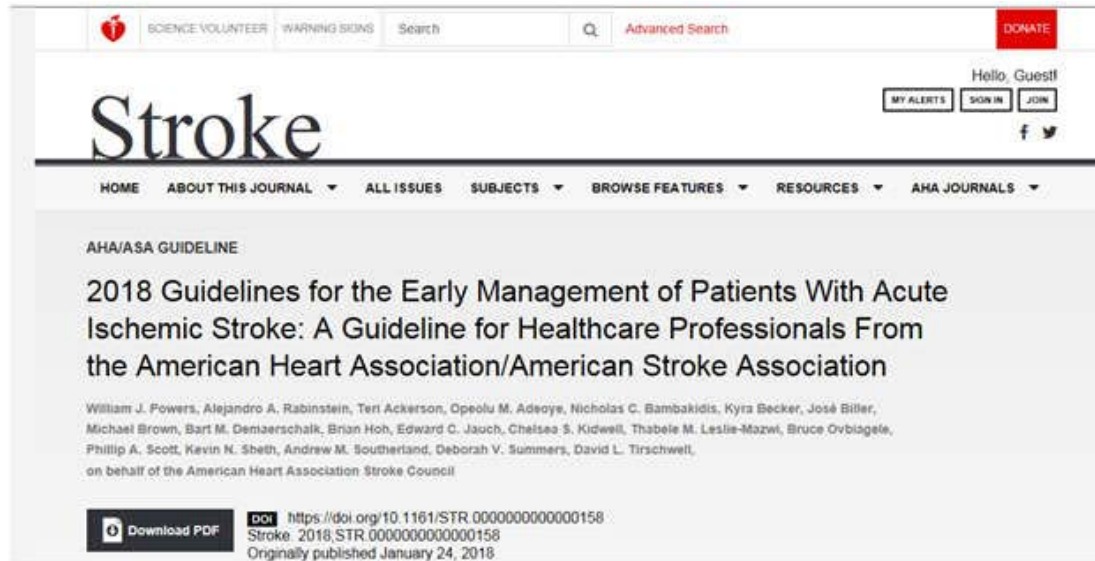 SCIENCE VOLUNTEER WARNING SIGNS Search Advanced Search DONATE
Hello, Guest!
MY ALERTS SIGN IN JOIN
Stroke
HOME ABOUT THIS JOURNAL ALL ISSUES SUBJECTS BROWSE FEATURES RESOURCES AHA JOURNALS
AHA/ASA GUIDELINE
2018 Guidelines for the Early Management of Patients With Acute
Ischemic Stroke: A Guideline for Healthcare Professionals From
the American Heart Association/American Stroke Association
William J. Powers, Alejandro A. Rabinstein, Teri Ackerson, Opeolu M. Adeoye, Nicholas C. Bambakidis, Kyra Becker, José Biller,
Michael Brown, Bart M. Demaerschalk, Brian Hoh, Edward C. Jauch, Chelsea S. Kidwell, Thabele M. Leslie-Mazwi, Bruce Ovbiagele,
Phillip A. Scott, Kevin N. Sheth, Andrew M. Southerland, Deborah V. Summers, David L. Tirschwell,
on behalf of the American Heart Association Stroke Council
Download PDF
DOI https://doi.org/10.1161/STR.0000000000000158
Stroke. 2018;STR.0000000000000158
Originally published January 24, 2018